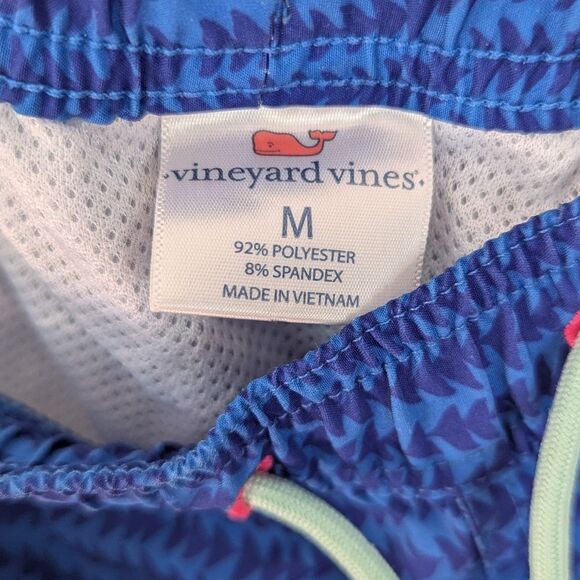 vineyard vines
M
92% POLYESTER
8% SPANDEX
MADE IN VIETNAM